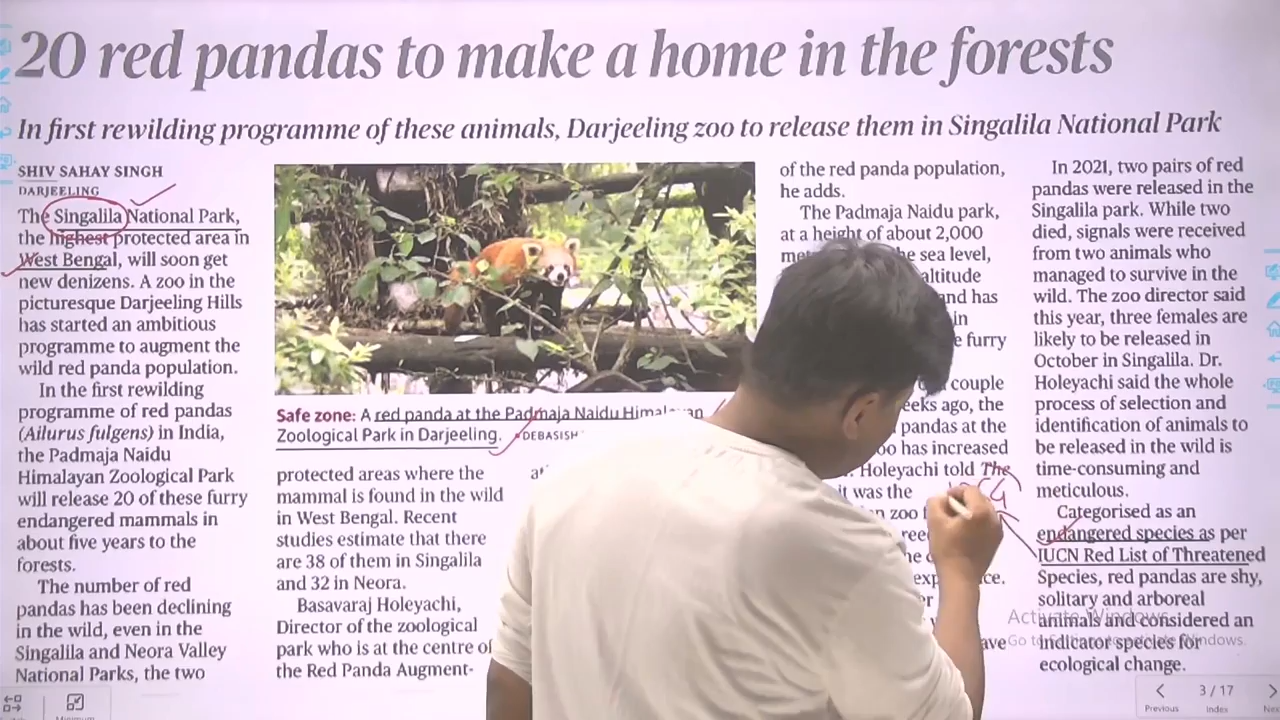 20 red pandas to make a home in the forests
In first rewilding programme of these animals, Darjeeling zoo to release them in Singalila National Park
SHIV SAHAY SINGH
DARJEELING
The Singalila National Park,
the highest protected area in
West Bengal, will soon get
new denizens. A zoo in the
picturesque Darjeeling Hills
has started an ambitious
programme to augment the
wild red panda population.
In the first rewilding
programme of red pandas
(Ailurus fulgens) in India,
the Padmaja Naidu
Himalayan Zoological Park
will release 20 of these furry
endangered mammals in
about five years to the
forests.
The number of red
pandas has been declining
in the wild, even in the
Singalila and Neora Valley
National Parks, the two
Safe zone: A red panda at the Padmaja Naidu Himalayan
Zoological Park in Darjeeling. DEBASISH
protected areas where the
mammal is found in the wild
in West Bengal. Recent
studies estimate that there
are 38 of them in Singalila
and 32 in Neora.
Basavaraj Holeyachi,
Director of the zoological
park who is at the centre of
the Red Panda Augment-
of the red panda population,
he adds.
The Padmaja Naidu park,
at a height of about 2,000
sea level,
altitude
and has
in
furry
couple
ago, the
pandas at the
has increased
Holeyachi told The
it was the
zoo
In 2021, two pairs of red
pandas were released in the
Singalila park. While two
died, signals were received
from two animals who
managed to survive in the
wild. The zoo director said
this year, three females are
likely to be released in
October in Singalila. Dr.
Holeyachi said the whole
process of selection and
identification of animals to
be released in the wild is
time-consuming and
meticulous.
Categorised as an
endangered species as per
IUCN Red List of Threatened
Species, red pandas are shy,
solitary and arboreal
animals and considered an
indicator species for
ecological change.
Activate Windows
Go to Settings to activate Windows.
3 / 17
Previous
Index